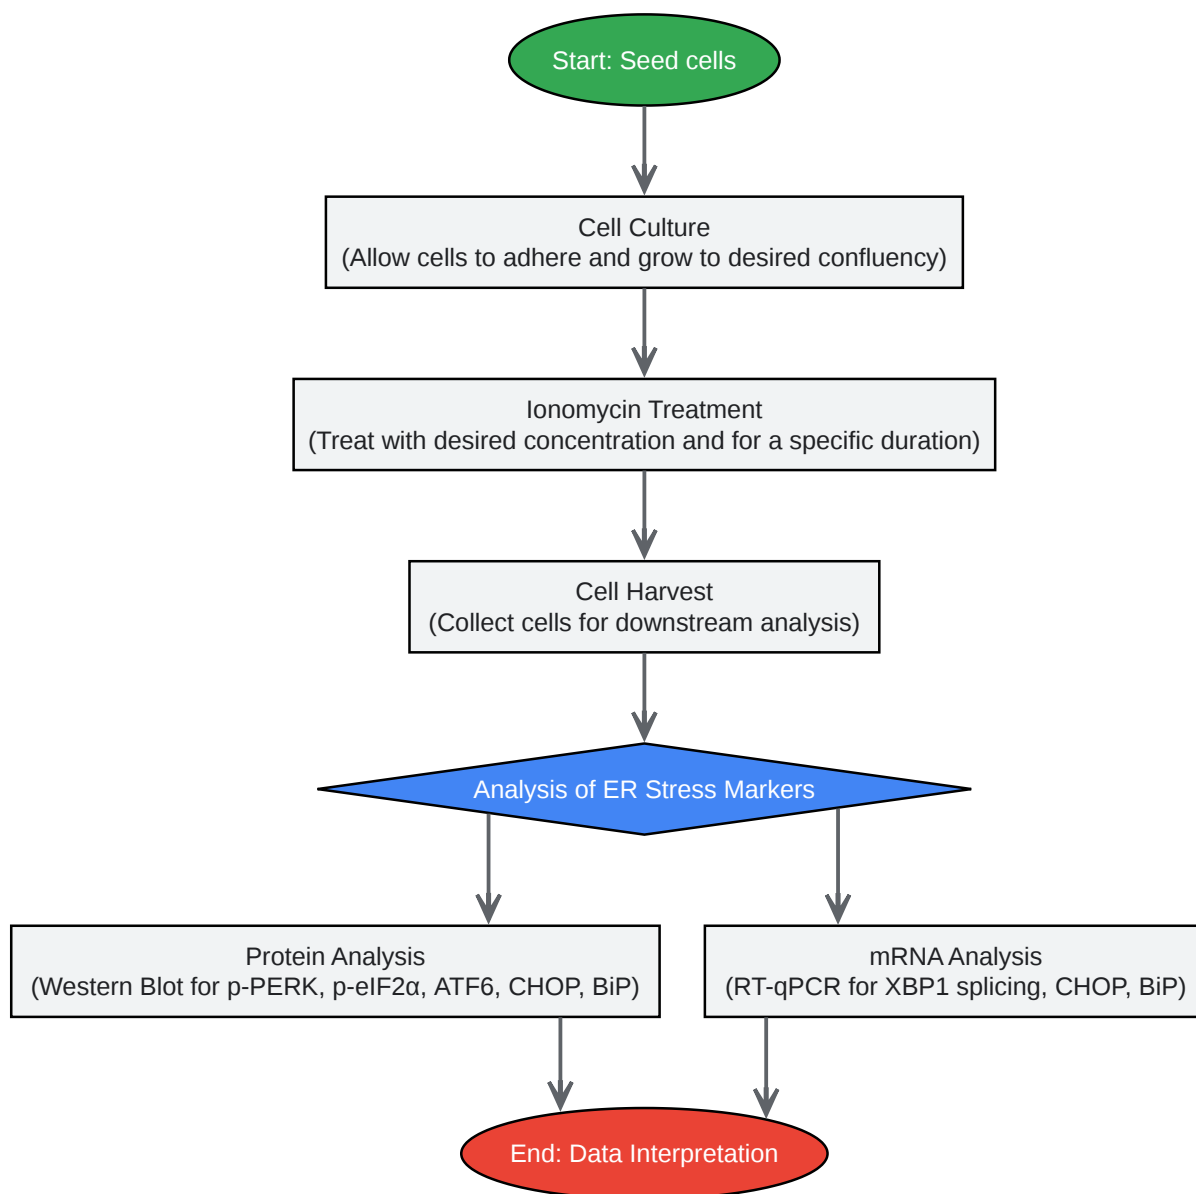 Start: Seed cells
Cell Culture
(Allow cells to adhere and grow to desired confluency)
Ionomycin Treatment
(Treat with desired concentration and for a specific duration)
Cell Harvest
(Collect cells for downstream analysis)
Analysis of ER Stress Markers
Protein Analysis
(Western Blot for p-PERK, p-eIF2α, ATF6, CHOP, BiP)
mRNA Analysis
(RT-qPCR for XBP1 splicing, CHOP, BiP)
End: Data Interpretation